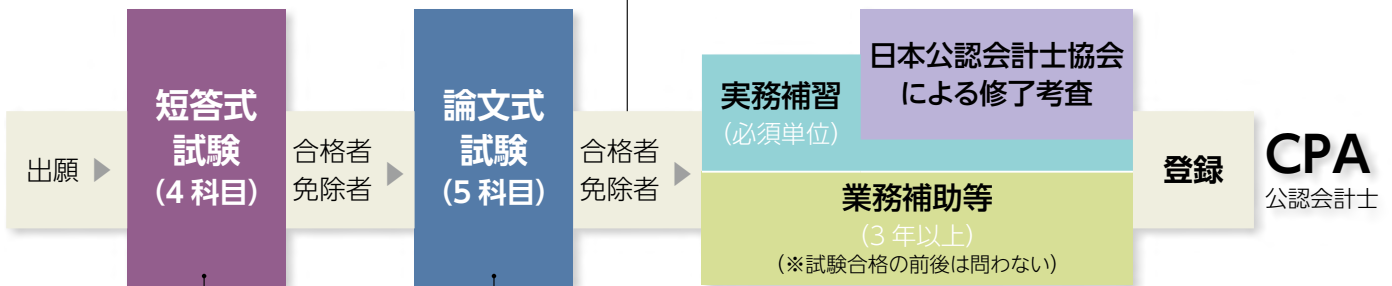 出願
短答式
試験
(4 科目)
合格者
免除者
論文式
試験
(5 科目)
合格者
免除者
実務補習
(必須単位)
日本公認会計士協会
による修了考査
業務補助等
(3 年以上)
(※試験合格の前後は問わない)
登録
CPA
公認会計士